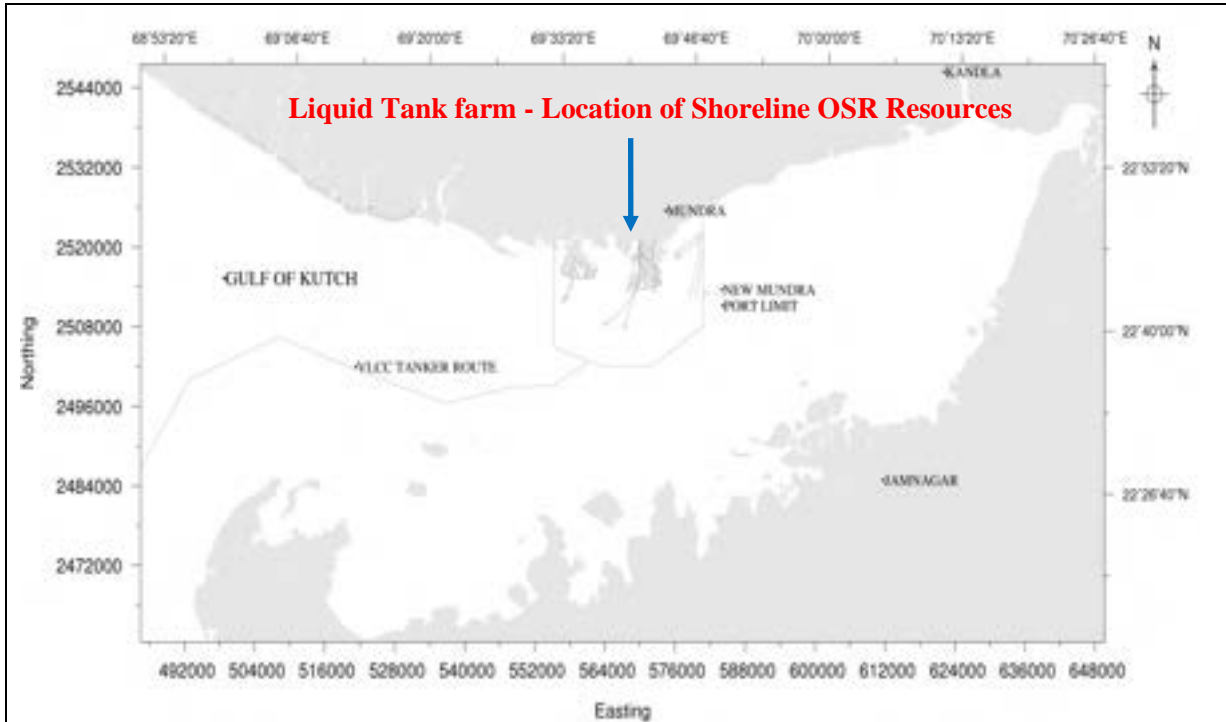 68°53'20"E 69°06'40"E 69°20'00"E 69°33'20"E 69°46'40"E 70°00'00"E 70°13'20"E 70°26'40"E
N
KANDLA
2544000
Liquid Tank farm - Location of Shoreline OSR Resources
2532000
22°53'20"N
MUNDRA
2520000
GULF OF KUTCH
NEW MUNDRA
PORT LIMIT
2508000
22°40'00"N
VLCC TANKER ROUTE
Northing
2496000
2484000
JAMNAGAR
22°26'40"N
2472000
492000 504000 516000 528000 540000 552000 564000 576000 588000 600000 612000 624000 636000 648000
Easting